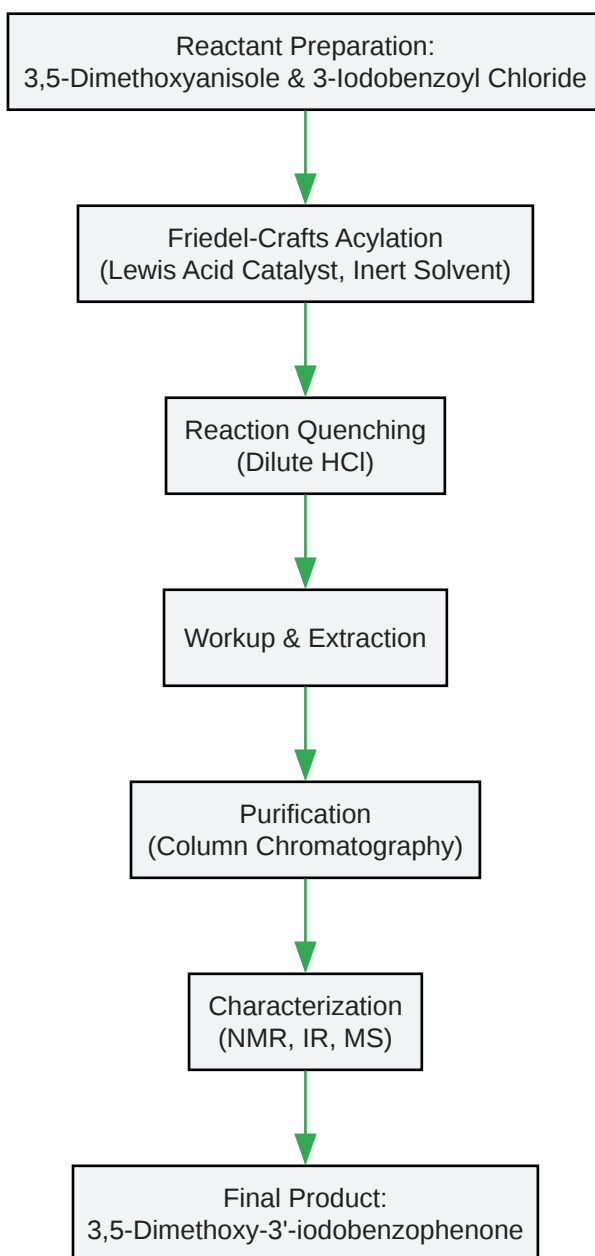 Reactant Preparation:
3,5-Dimethoxyanisole & 3-Iodobenzoyl Chloride
Friedel-Crafts Acylation
(Lewis Acid Catalyst, Inert Solvent)
Reaction Quenching
(Dilute HCl)
Workup & Extraction
Purification
(Column Chromatography)
Characterization
(NMR, IR, MS)
Final Product:
3,5-Dimethoxy-3'-iodobenzophenone